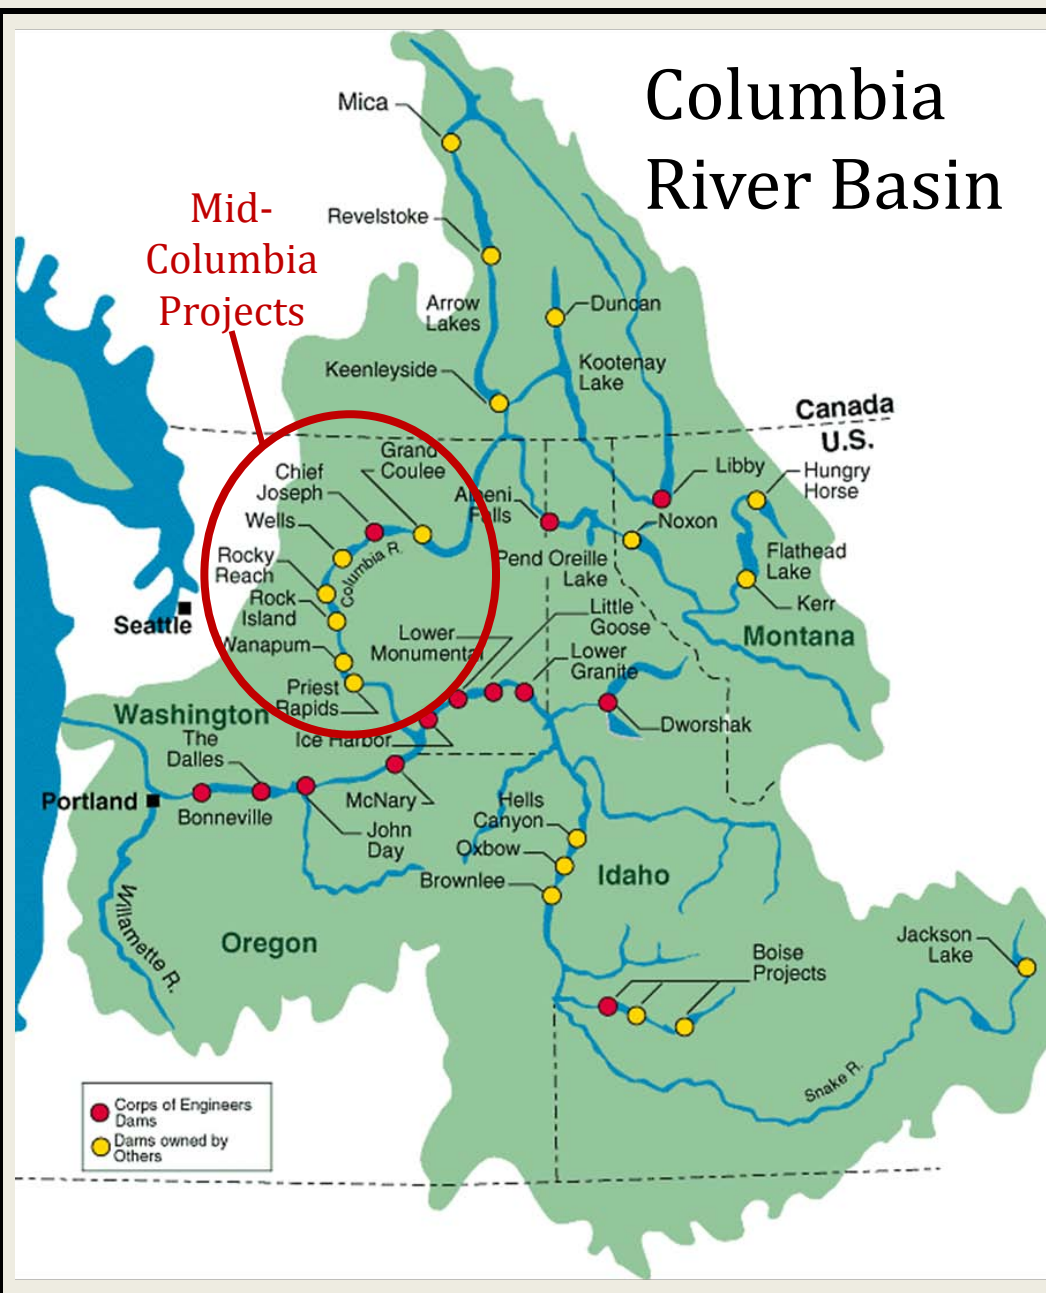 Columbia
River Basin
Mica
Mid-
Columbia
Projects
Revelstoke
Arrow
Lakes
Duncan
Keenleyside
Kootenay
Lake
Canada
U.S.
Grand
Coulee
Chief
Joseph
Libby
Hungry
Horse
Albeni
Falls
Wells
Noxon
Columbia R.
Rocky
Reach
Pend Oreille
Lake
Flathead
Lake
Rock
Island
Kerr
Little
Goose
Seattle
Lower
Monumental
Montana
Wanapum
Lower
Granite
Priest
Rapids
Washington
Dworshak
Ice Harbor
The
Dalles
Portland
McNary
Bonneville
Hells
Canyon
John
Day
Oxbow
Brownlee
Idaho
Willamette R.
Oregon
Jackson
Lake
Boise
Projects
Snake R.
Corps of Engineers
Dams
Dams owned by
Others